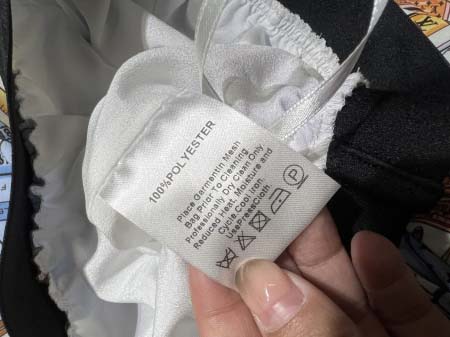 100%POLYESTER
Place Garmentin Mesh
Bag Prior To Cleaning
Professionally Dry Clean Only
Reduced Heat, Moisture and
Cycle.Cool Iron.
UsePressCloth.
P